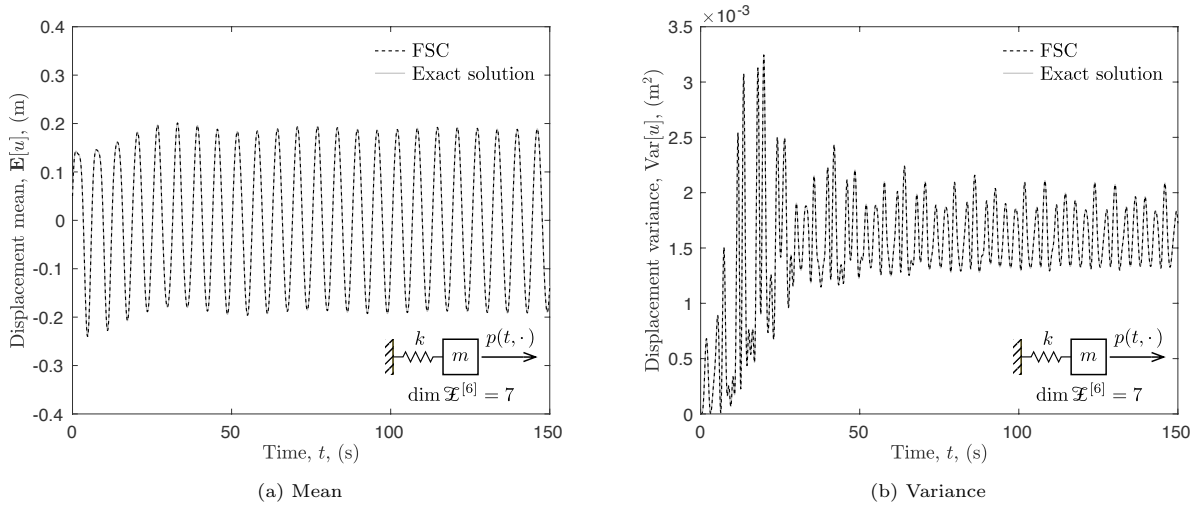 0.4
0.3
0.2
0.1
0
-0.1
-0.2
-0.3
-0.4
Displacement mean, E[u], (m)
FSC
Exact solution
k
m
p(t, ·)
dim 𝒵^[6] = 7
0
50
100
150
Time, t, (s)
(a) Mean
×10^-3
3.5
3
2.5
2
1.5
1
0.5
0
Displacement variance, Var[u], (m²)
FSC
Exact solution
k
m
p(t, ·)
dim 𝒵^[6] = 7
0
50
100
150
Time, t, (s)
(b) Variance